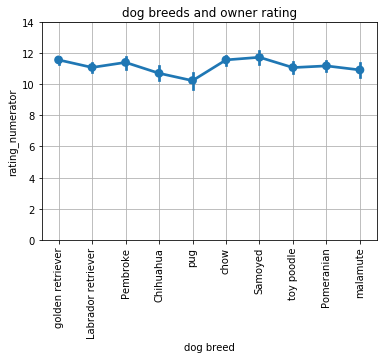 dog breeds and owner rating
14
12
10
8
6
4
2
0
rating_numerator
golden retriever
Labrador retriever
Pembroke
Chihuahua
pug
chow
Samoyed
toy poodle
Pomeranian
malamute
dog breed